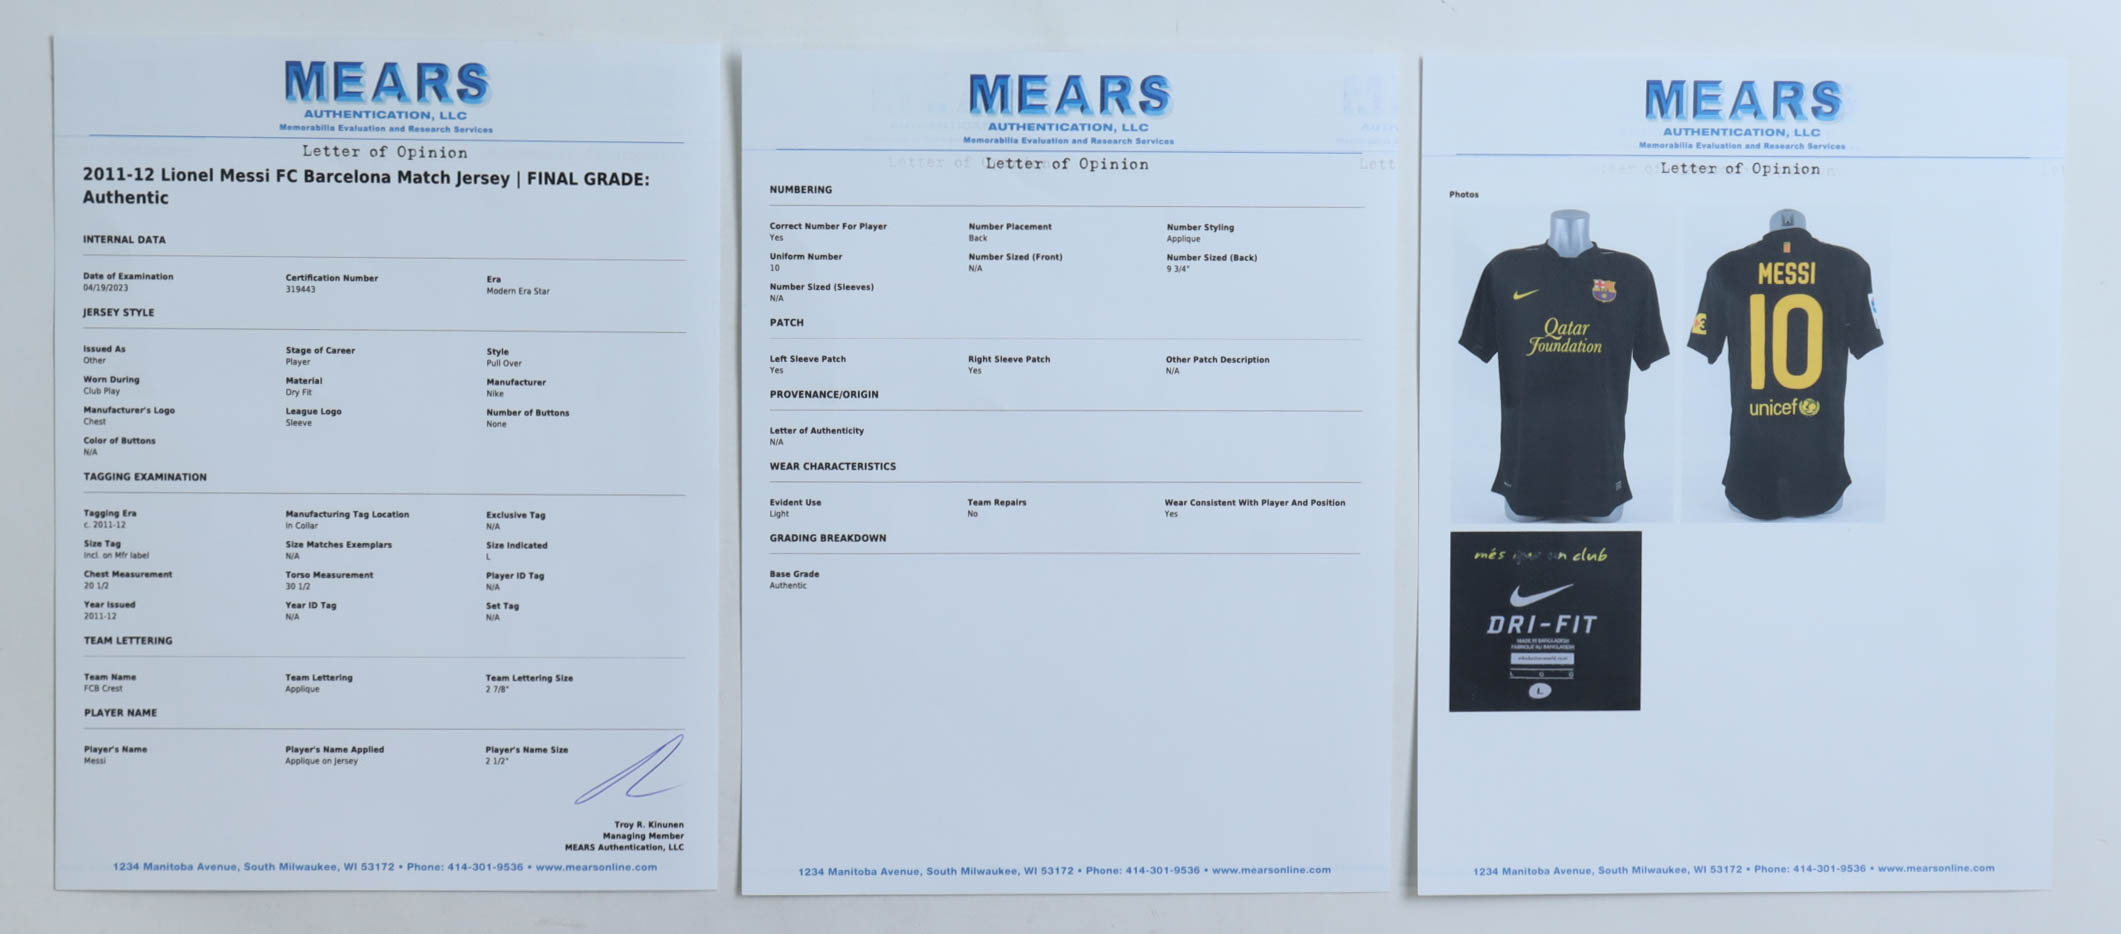 MEARS
AUTHENTICATION, LLC
Memorabilia Evaluation and Research Services
Letter of Opinion
2011-12 Lionel Messi FC Barcelona Match Jersey | FINAL GRADE:
Authentic
INTERNAL DATA
Date of Examination Certification Number Era
04/19/2023 319443 Modern Era Star
JERSEY STYLE
Issued As Stage of Career Style
Other Player Pull Over
Worn During Material Manufacturer
Club Play Dry Fit Nike
Manufacturer's Logo League Logo Number of Buttons
Chest Sleeve None
Color of Buttons
N/A
TAGGING EXAMINATION
Tagging Era Manufacturing Tag Location Exclusive Tag
c. 2011-12 In Collar N/A
Size Tag Size Matches Exemplars Size Indicated
Incl. on Mfr label N/A L
Chest Measurement Torso Measurement Player ID Tag
20 1/2 30 1/2 N/A
Year Issued Year ID Tag Set Tag
2011-12 N/A N/A
TEAM LETTERING
Team Name Team Lettering Team Lettering Size
FCB Crest Applique 2 7/8"
PLAYER NAME
Player's Name Player's Name Applied Player's Name Size
Messi Applique on Jersey 2 1/2"
Troy R. Kinunen
Managing Member
MEARS Authentication, LLC
1234 Manitoba Avenue, South Milwaukee, WI 53172 • Phone: 414-301-9536 • www.mearsonline.com
MEARS
AUTHENTICATION, LLC
Memorabilia Evaluation and Research Services
Letter of Opinion
NUMBERING
Correct Number For Player Number Placement Number Styling
Yes Back Applique
Uniform Number Number Sized (Front) Number Sized (Back)
10 N/A 9 3/4"
Number Sized (Sleeves)
N/A
PATCH
Left Sleeve Patch Right Sleeve Patch Other Patch Description
Yes Yes N/A
PROVENANCE/ORIGIN
Letter of Authenticity
N/A
WEAR CHARACTERISTICS
Evident Use Team Repairs Wear Consistent With Player And Position
Light No Yes
GRADING BREAKDOWN
Base Grade
Authentic
1234 Manitoba Avenue, South Milwaukee, WI 53172 • Phone: 414-301-9536 • www.mearsonline.com
MEARS
AUTHENTICATION, LLC
Memorabilia Evaluation and Research Services
Letter of Opinion
Photos
Qatar
Foundation
MESSI
10
unicef
més que un club
DRI-FIT
MADE IN BANGLADESH
FABRIQUÉ AU BANGLADESH
L G G
L
1234 Manitoba Avenue, South Milwaukee, WI 53172 • Phone: 414-301-9536 • www.mearsonline.com